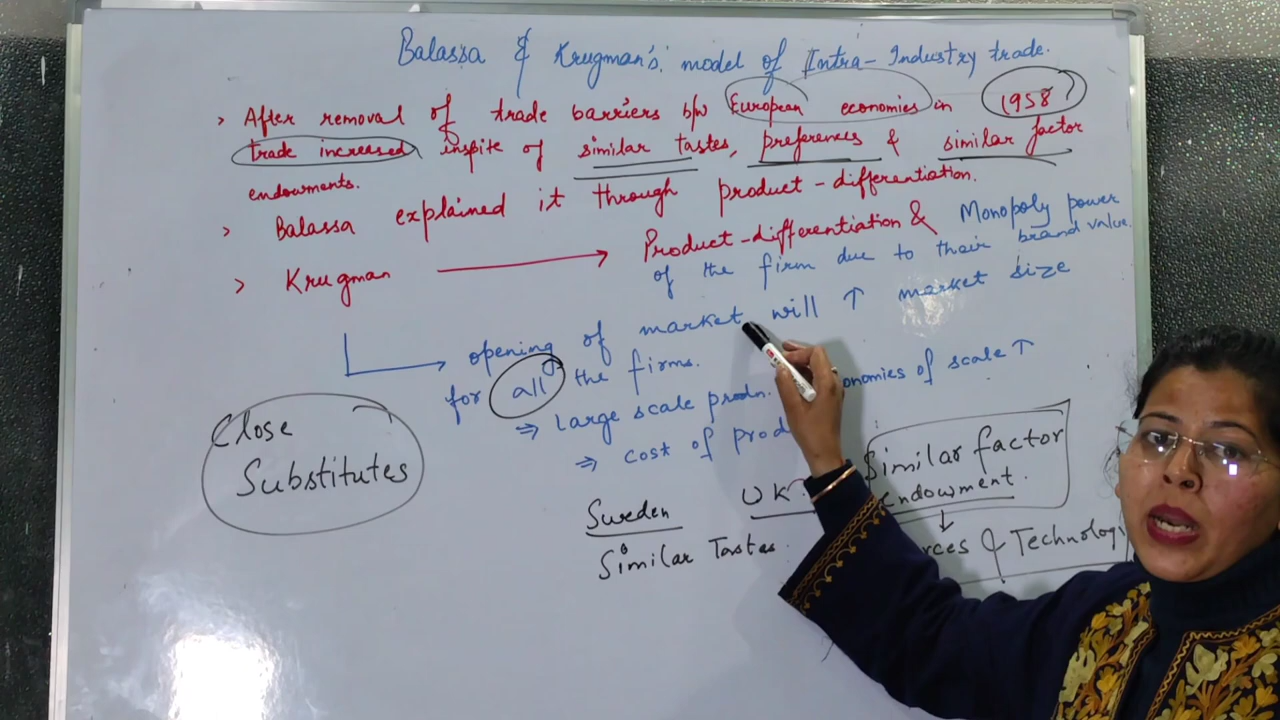 Balassa & Krugman's model of Intra-Industry trade.
> After removal of trade barriers b/w European economies in 1958
trade increased inspite of similar tastes, preferences & similar factor
endowments.
> Balassa explained it through product-differentiation.
> Krugman → Product-differentiation & Monopoly power
of the firm due to their brand value.
→ opening of market will ↑ market size
for all the firms.
⇒ Large scale prodn. onomies of scale ↑
⇒ cost of prod
Close
Substitutes
Sweden UK
Similar Tastes.
Similar factor
endowment.
↓
rces & Technology